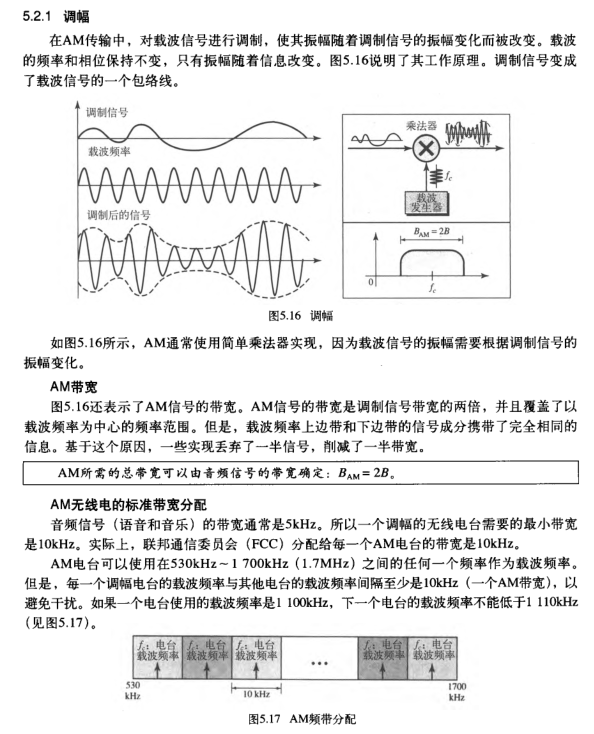 5.2.1 调幅
在AM传输中，对载波信号进行调制，使其振幅随着调制信号的振幅变化而被改变。载波
的频率和相位保持不变，只有振幅随着信息改变。图5.16说明了其工作原理。调制信号变成
了载波信号的一个包络线。
调制信号
载波频率
调制后的信号
乘法器
fc
载波
发生器
BAM = 2B
0
fc
图5.16 调幅
如图5.16所示，AM通常使用简单乘法器实现，因为载波信号的振幅需要根据调制信号的
振幅变化。
AM带宽
图5.16还表示了AM信号的带宽。AM信号的带宽是调制信号带宽的两倍，并且覆盖了以
载波频率为中心的频率范围。但是，载波频率上边带和下边带的信号成分携带了完全相同的
信息。基于这个原因，一些实现丢弃了一半信号，削减了一半带宽。
AM所需的总带宽可以由音频信号的带宽确定：BAM = 2B。
AM无线电的标准带宽分配
音频信号（语音和音乐）的带宽通常是5kHz。所以一个调幅的无线电台需要的最小带宽
是10kHz。实际上，联邦通信委员会（FCC）分配给每一个AM电台的带宽是10kHz。
AM电台可以使用在530kHz～1 700kHz（1.7MHz）之间的任何一个频率作为载波频率。
但是，每一个调幅电台的载波频率与其他电台的载波频率间隔至少是10kHz（一个AM带宽），以
避免干扰。如果一个电台使用的载波频率是1 100kHz，下一个电台的载波频率不能低于1 110kHz
（见图5.17）。
fc：电台 fc：电台 fc：电台 fc：电台 fc：电台
载波频率 载波频率 载波频率 ••• 载波频率 载波频率
530 1700
kHz 10 kHz kHz
图5.17 AM频带分配